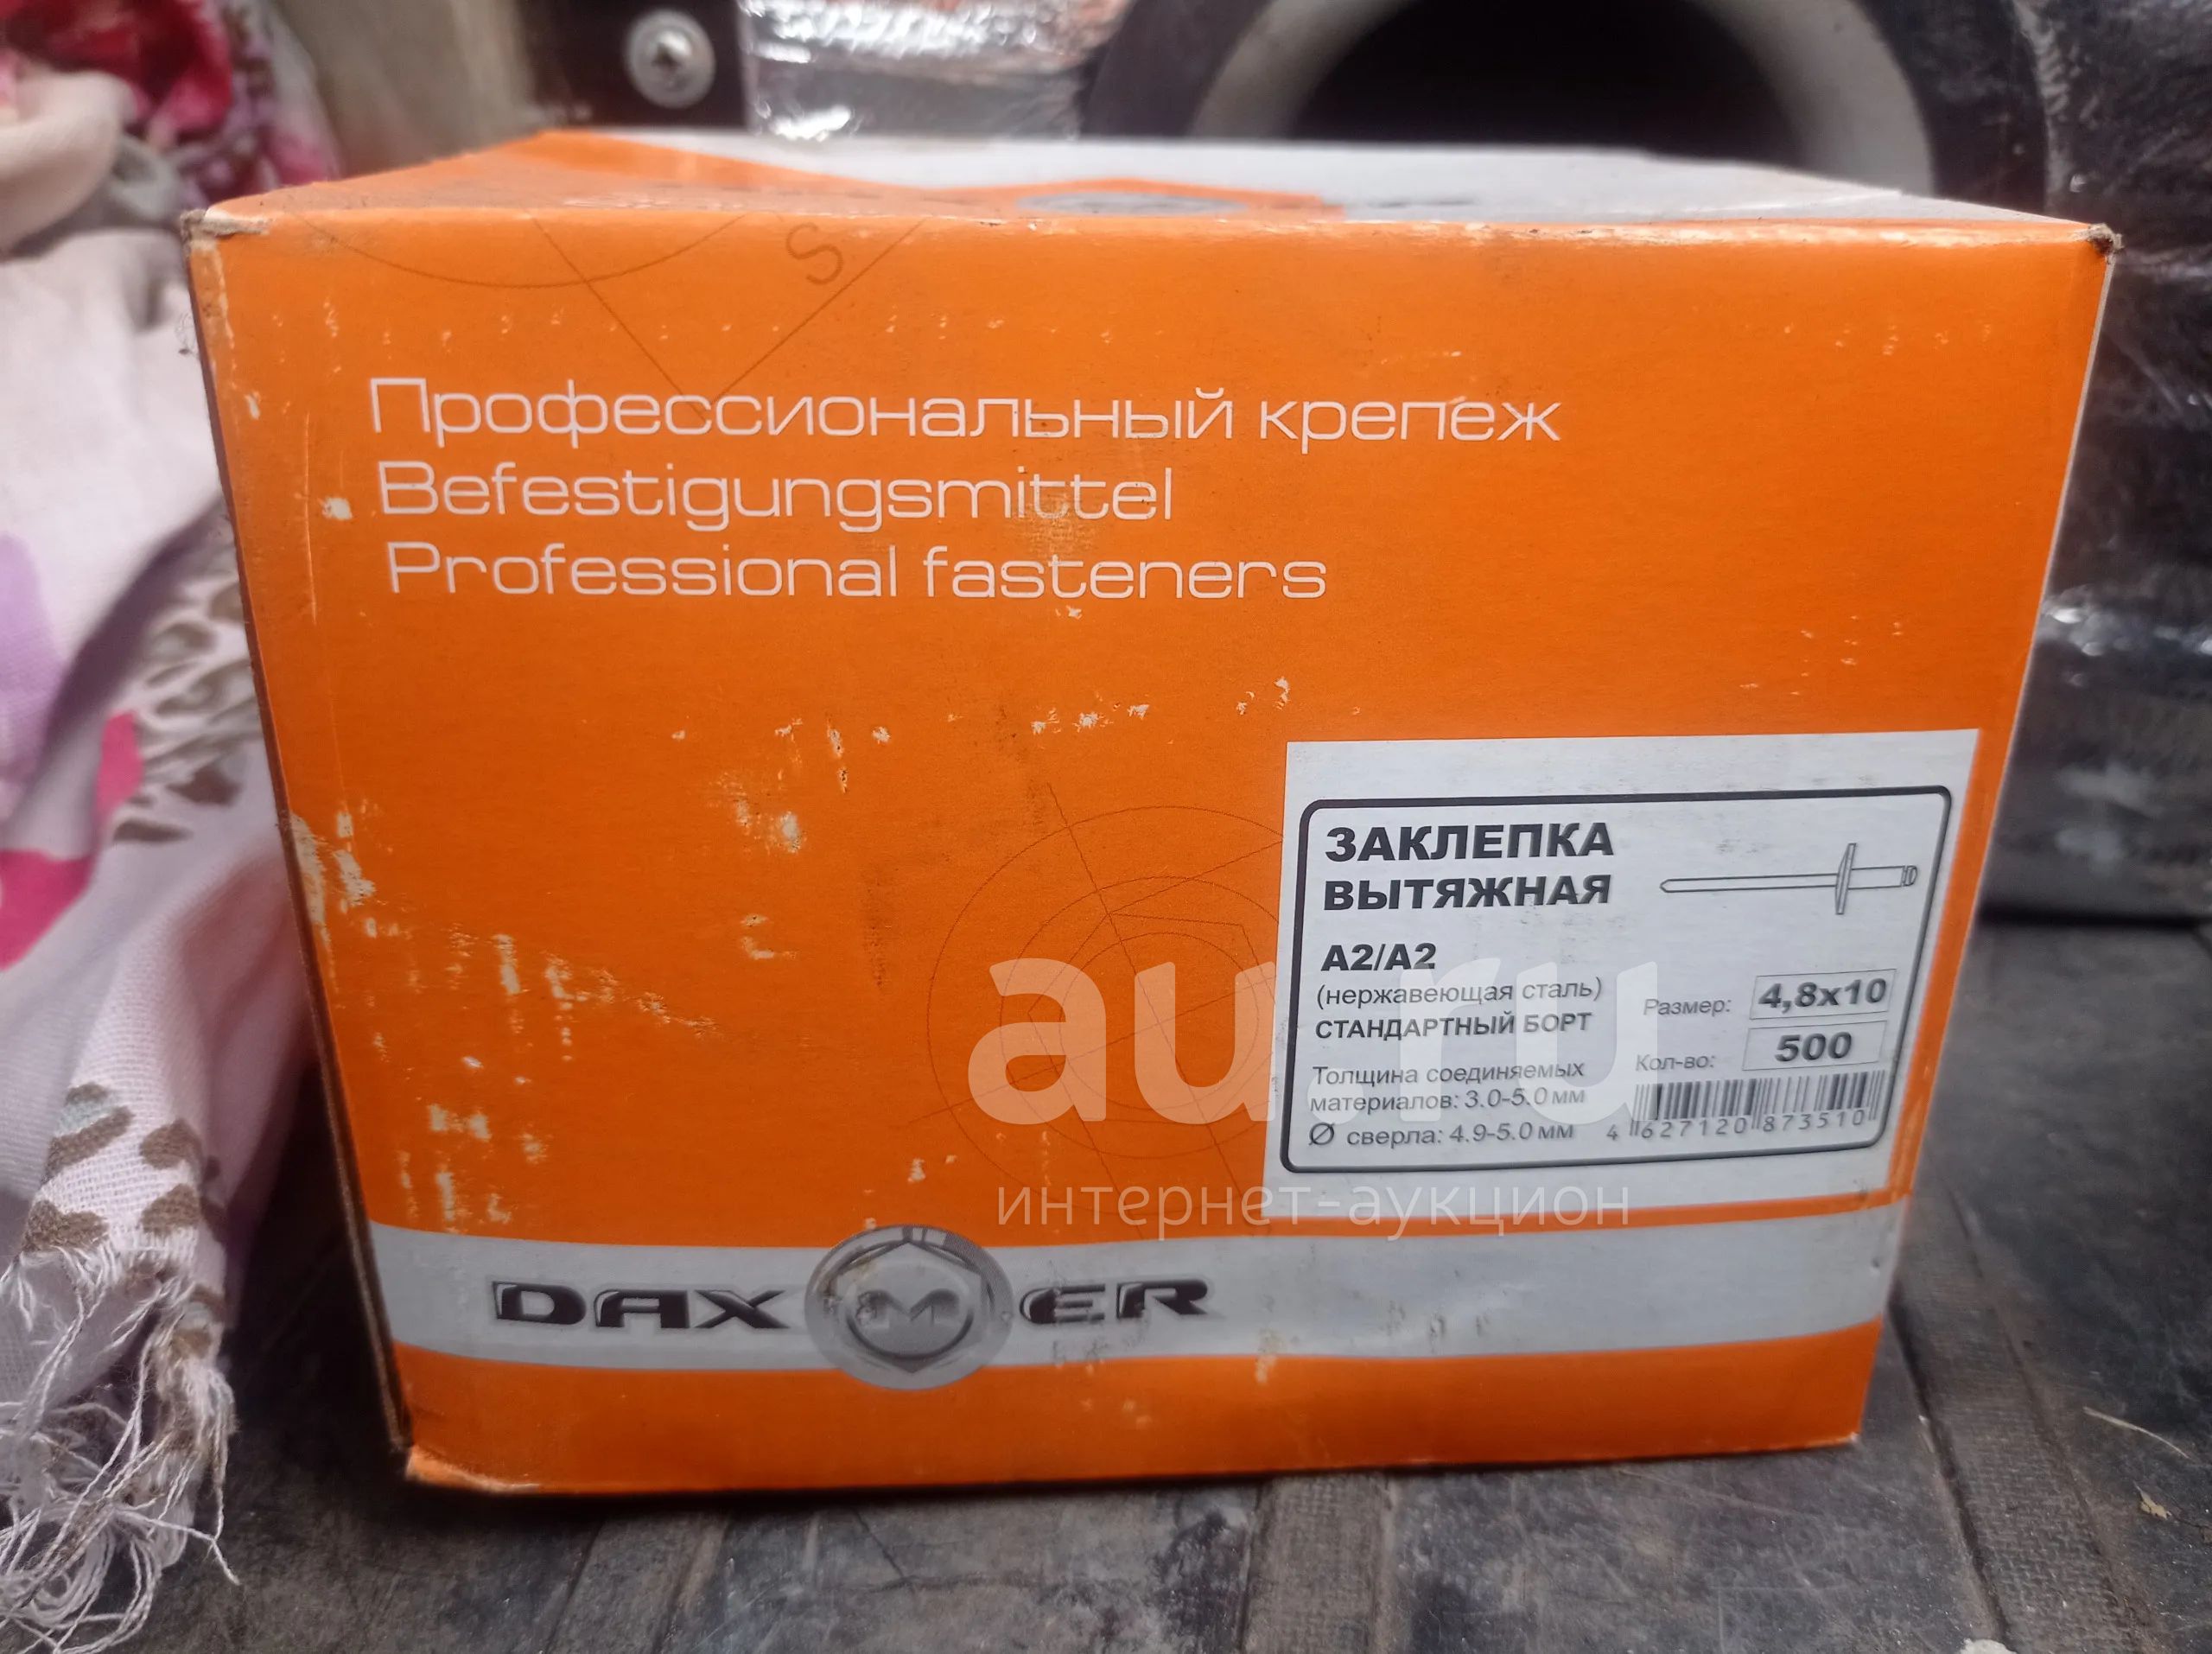 S
Профессиональный крепеж
Befestigungsmittel
Professional fasteners
ЗАКЛЕПКА
ВЫТЯЖНАЯ
A2/A2
(нержавеющая сталь)
СТАНДАРТНЫЙ БОРТ
Размер: 4,8x10
Кол-во: 500
Толщина соединяемых
материалов: 3.0-5.0 мм
Ø сверла: 4.9-5.0 мм
4 627120 873510
au.ru
интернет-аукцион
DAXMER